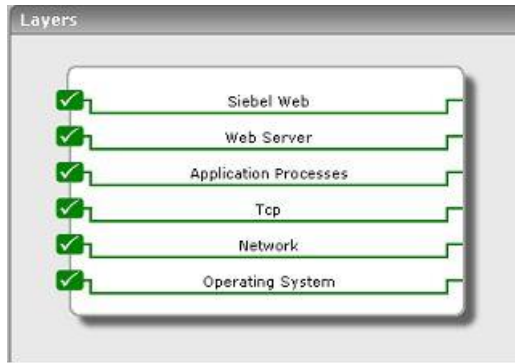 Layers
Siebel Web
Web Server
Application Processes
Tcp
Network
Operating System